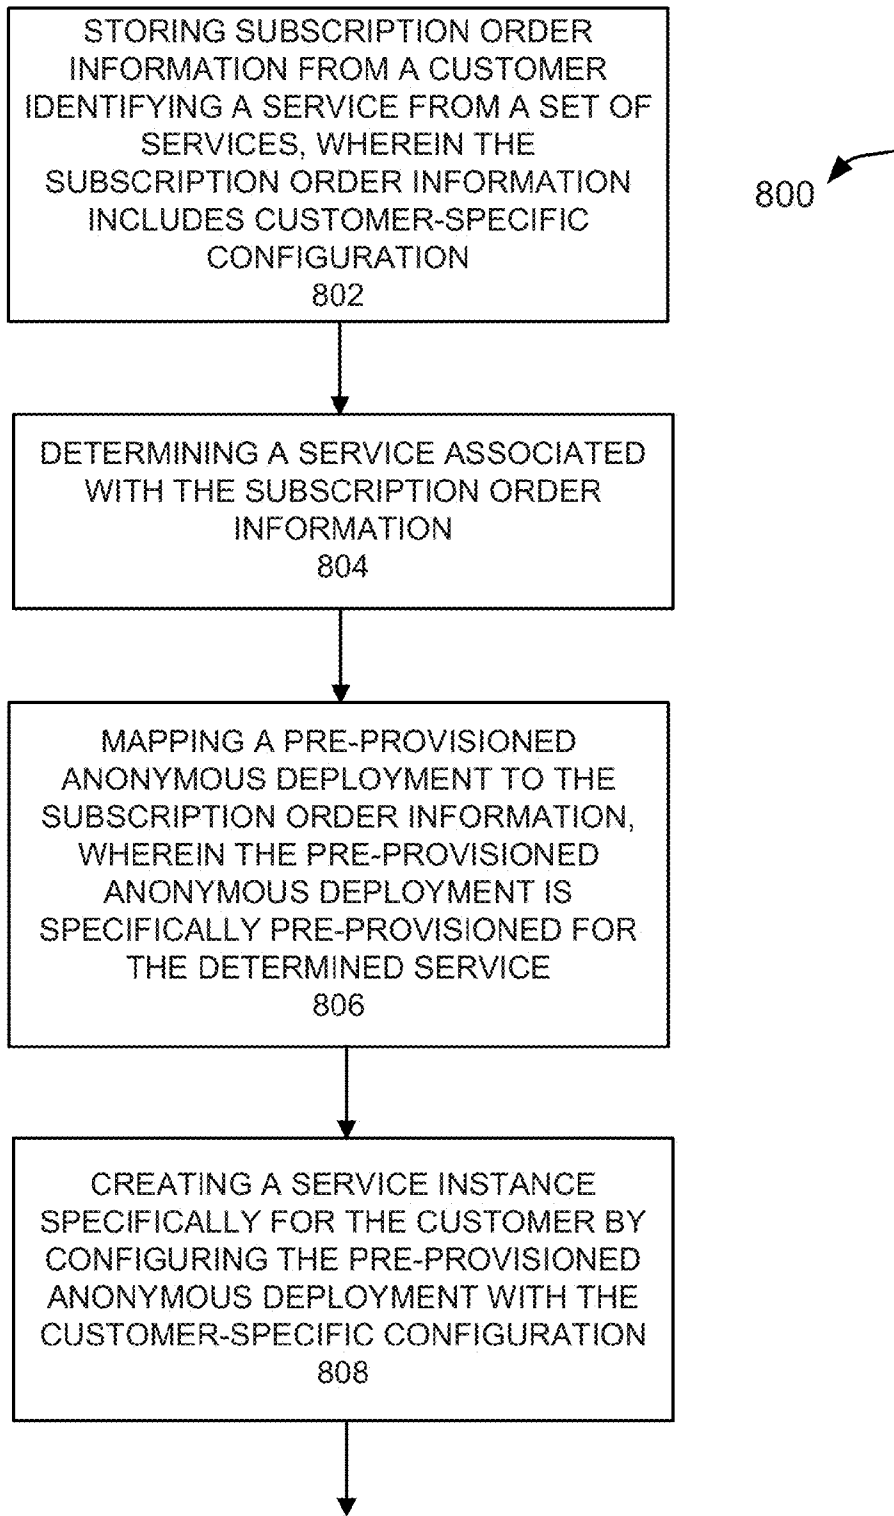 STORING SUBSCRIPTION ORDER
INFORMATION FROM A CUSTOMER
IDENTIFYING A SERVICE FROM A SET OF
SERVICES, WHEREIN THE
SUBSCRIPTION ORDER INFORMATION
INCLUDES CUSTOMER-SPECIFIC
CONFIGURATION
802
800
DETERMINING A SERVICE ASSOCIATED
WITH THE SUBSCRIPTION ORDER
INFORMATION
804
MAPPING A PRE-PROVISIONED
ANONYMOUS DEPLOYMENT TO THE
SUBSCRIPTION ORDER INFORMATION,
WHEREIN THE PRE-PROVISIONED
ANONYMOUS DEPLOYMENT IS
SPECIFICALLY PRE-PROVISIONED FOR
THE DETERMINED SERVICE
806
CREATING A SERVICE INSTANCE
SPECIFICALLY FOR THE CUSTOMER BY
CONFIGURING THE PRE-PROVISIONED
ANONYMOUS DEPLOYMENT WITH THE
CUSTOMER-SPECIFIC CONFIGURATION
808